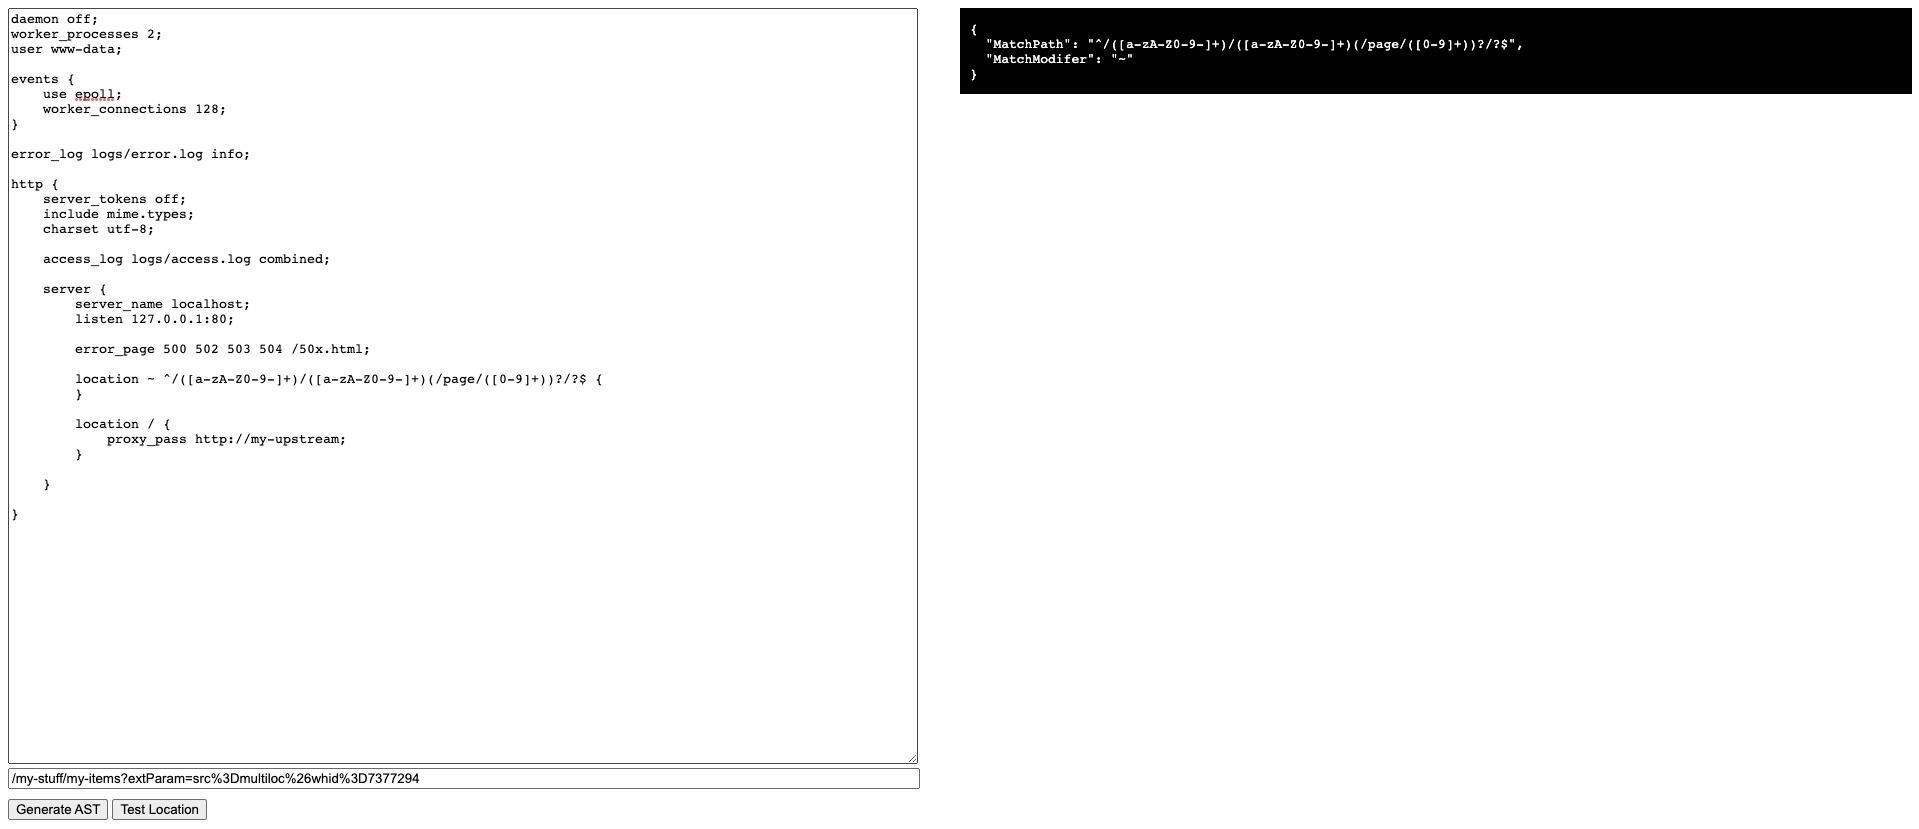 daemon off;
worker_processes 2;
user www-data;
events {
    use epoll;
    worker_connections 128;
}
error_log logs/error.log info;
http {
    server_tokens off;
    include mime.types;
    charset utf-8;
    access_log logs/access.log combined;
    server {
        server_name localhost;
        listen 127.0.0.1:80;
        error_page 500 502 503 504 /50x.html;
        location ~ ^/([a-zA-Z0-9-]+)/([a-zA-Z0-9-]+)(/page/([0-9]+))?/?$ {
        }
        location / {
            proxy_pass http://my-upstream;
        }
    }
}
/my-stuff/my-items?extParam=src%3Dmultiloc%26whid%3D7377294
Generate AST Test Location
{
  "MatchPath": "^/([a-zA-Z0-9-]+)/([a-zA-Z0-9-]+)(/page/([0-9]+))?/?$",
  "MatchModifer": "~"
}